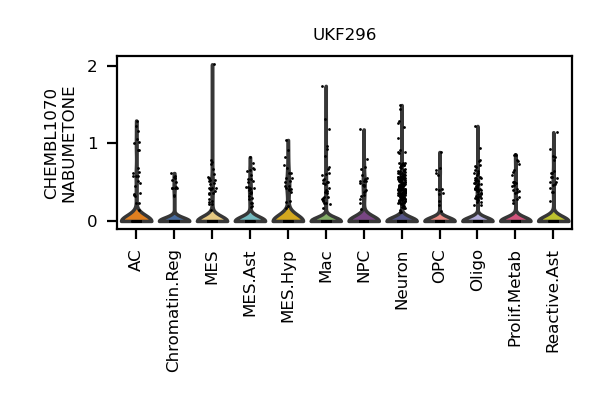 UKF296
CHEMBL1070
NABUMETONE
2
1
0
AC
Chromatin.Reg
MES
MES.Ast
MES.Hyp
Mac
NPC
Neuron
OPC
Oligo
Prolif.Metab
Reactive.Ast